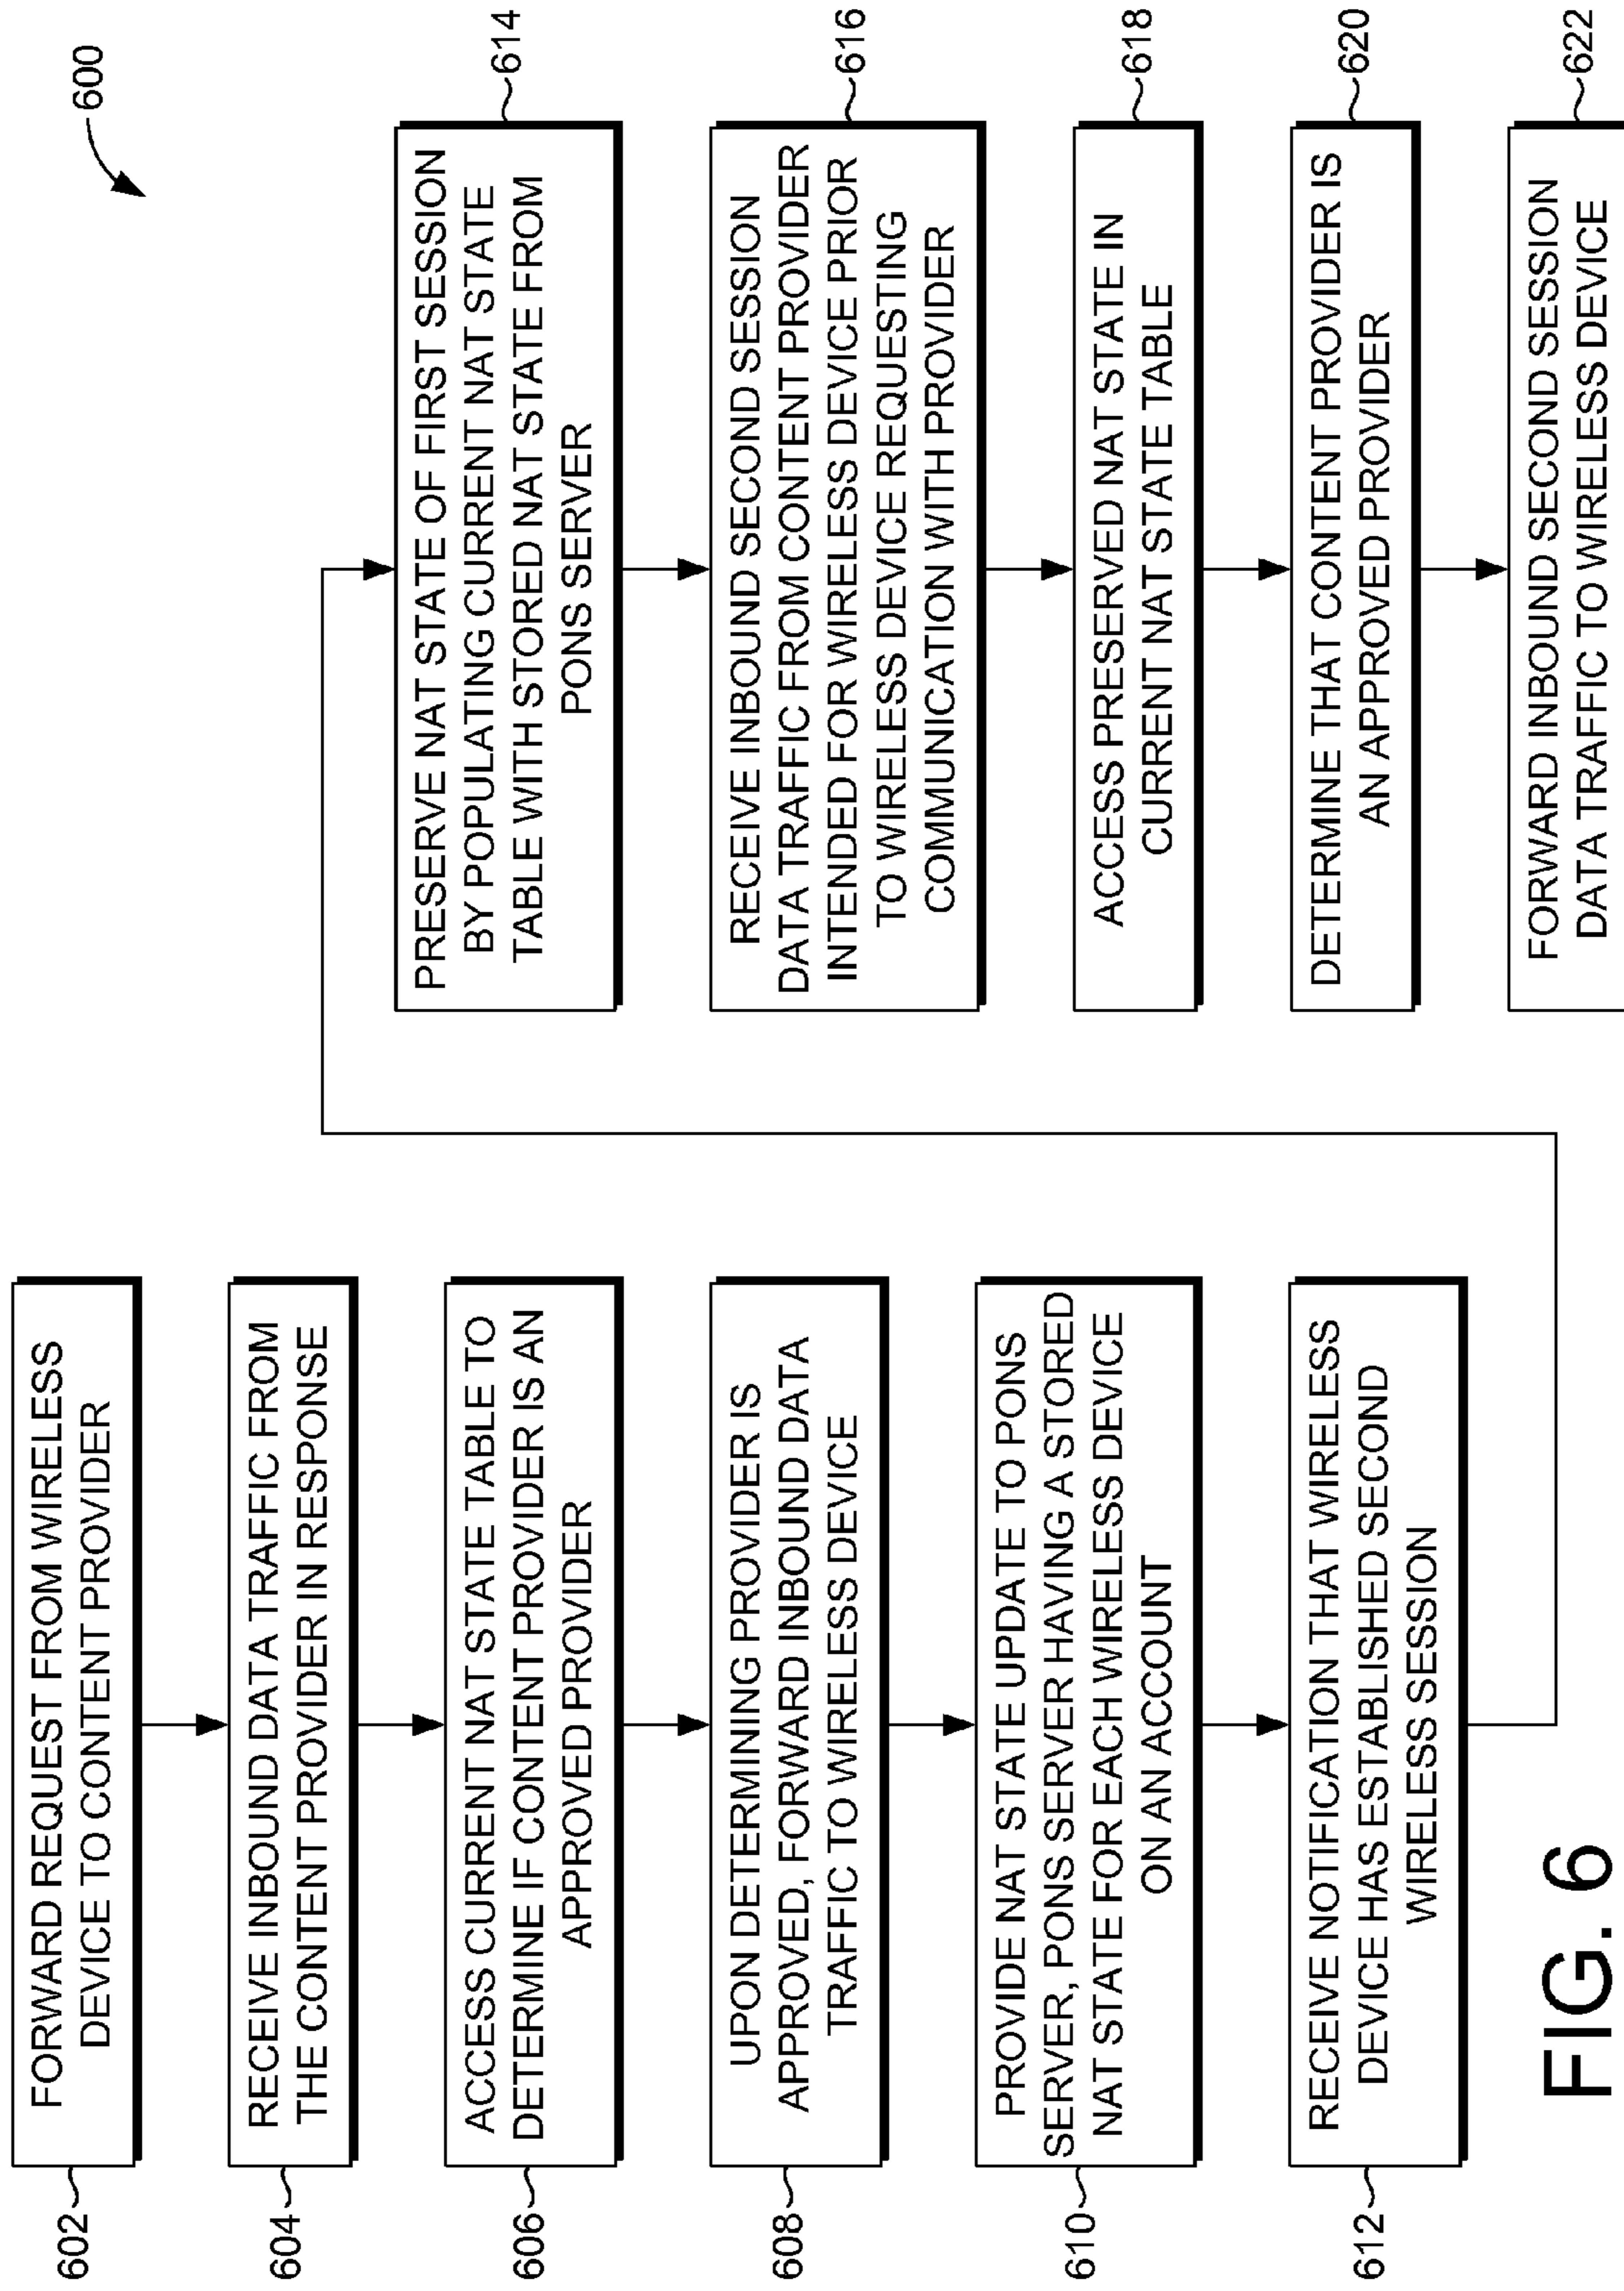 600
602
FORWARD REQUEST FROM WIRELESS
DEVICE TO CONTENT PROVIDER
604
RECEIVE INBOUND DATA TRAFFIC FROM
THE CONTENT PROVIDER IN RESPONSE
606
ACCESS CURRENT NAT STATE TABLE TO
DETERMINE IF CONTENT PROVIDER IS AN
APPROVED PROVIDER
608
UPON DETERMINING PROVIDER IS
APPROVED, FORWARD INBOUND DATA
TRAFFIC TO WIRELESS DEVICE
610
PROVIDE NAT STATE UPDATE TO PONS
SERVER, PONS SERVER HAVING A STORED
NAT STATE FOR EACH WIRELESS DEVICE
ON AN ACCOUNT
612
RECEIVE NOTIFICATION THAT WIRELESS
DEVICE HAS ESTABLISHED SECOND
WIRELESS SESSION
614
PRESERVE NAT STATE OF FIRST SESSION
BY POPULATING CURRENT NAT STATE
TABLE WITH STORED NAT STATE FROM
PONS SERVER
616
RECEIVE INBOUND SECOND SESSION
DATA TRAFFIC FROM CONTENT PROVIDER
INTENDED FOR WIRELESS DEVICE PRIOR
TO WIRELESS DEVICE REQUESTING
COMMUNICATION WITH PROVIDER
618
ACCESS PRESERVED NAT STATE IN
CURRENT NAT STATE TABLE
620
DETERMINE THAT CONTENT PROVIDER IS
AN APPROVED PROVIDER
622
FORWARD INBOUND SECOND SESSION
DATA TRAFFIC TO WIRELESS DEVICE
FIG. 6